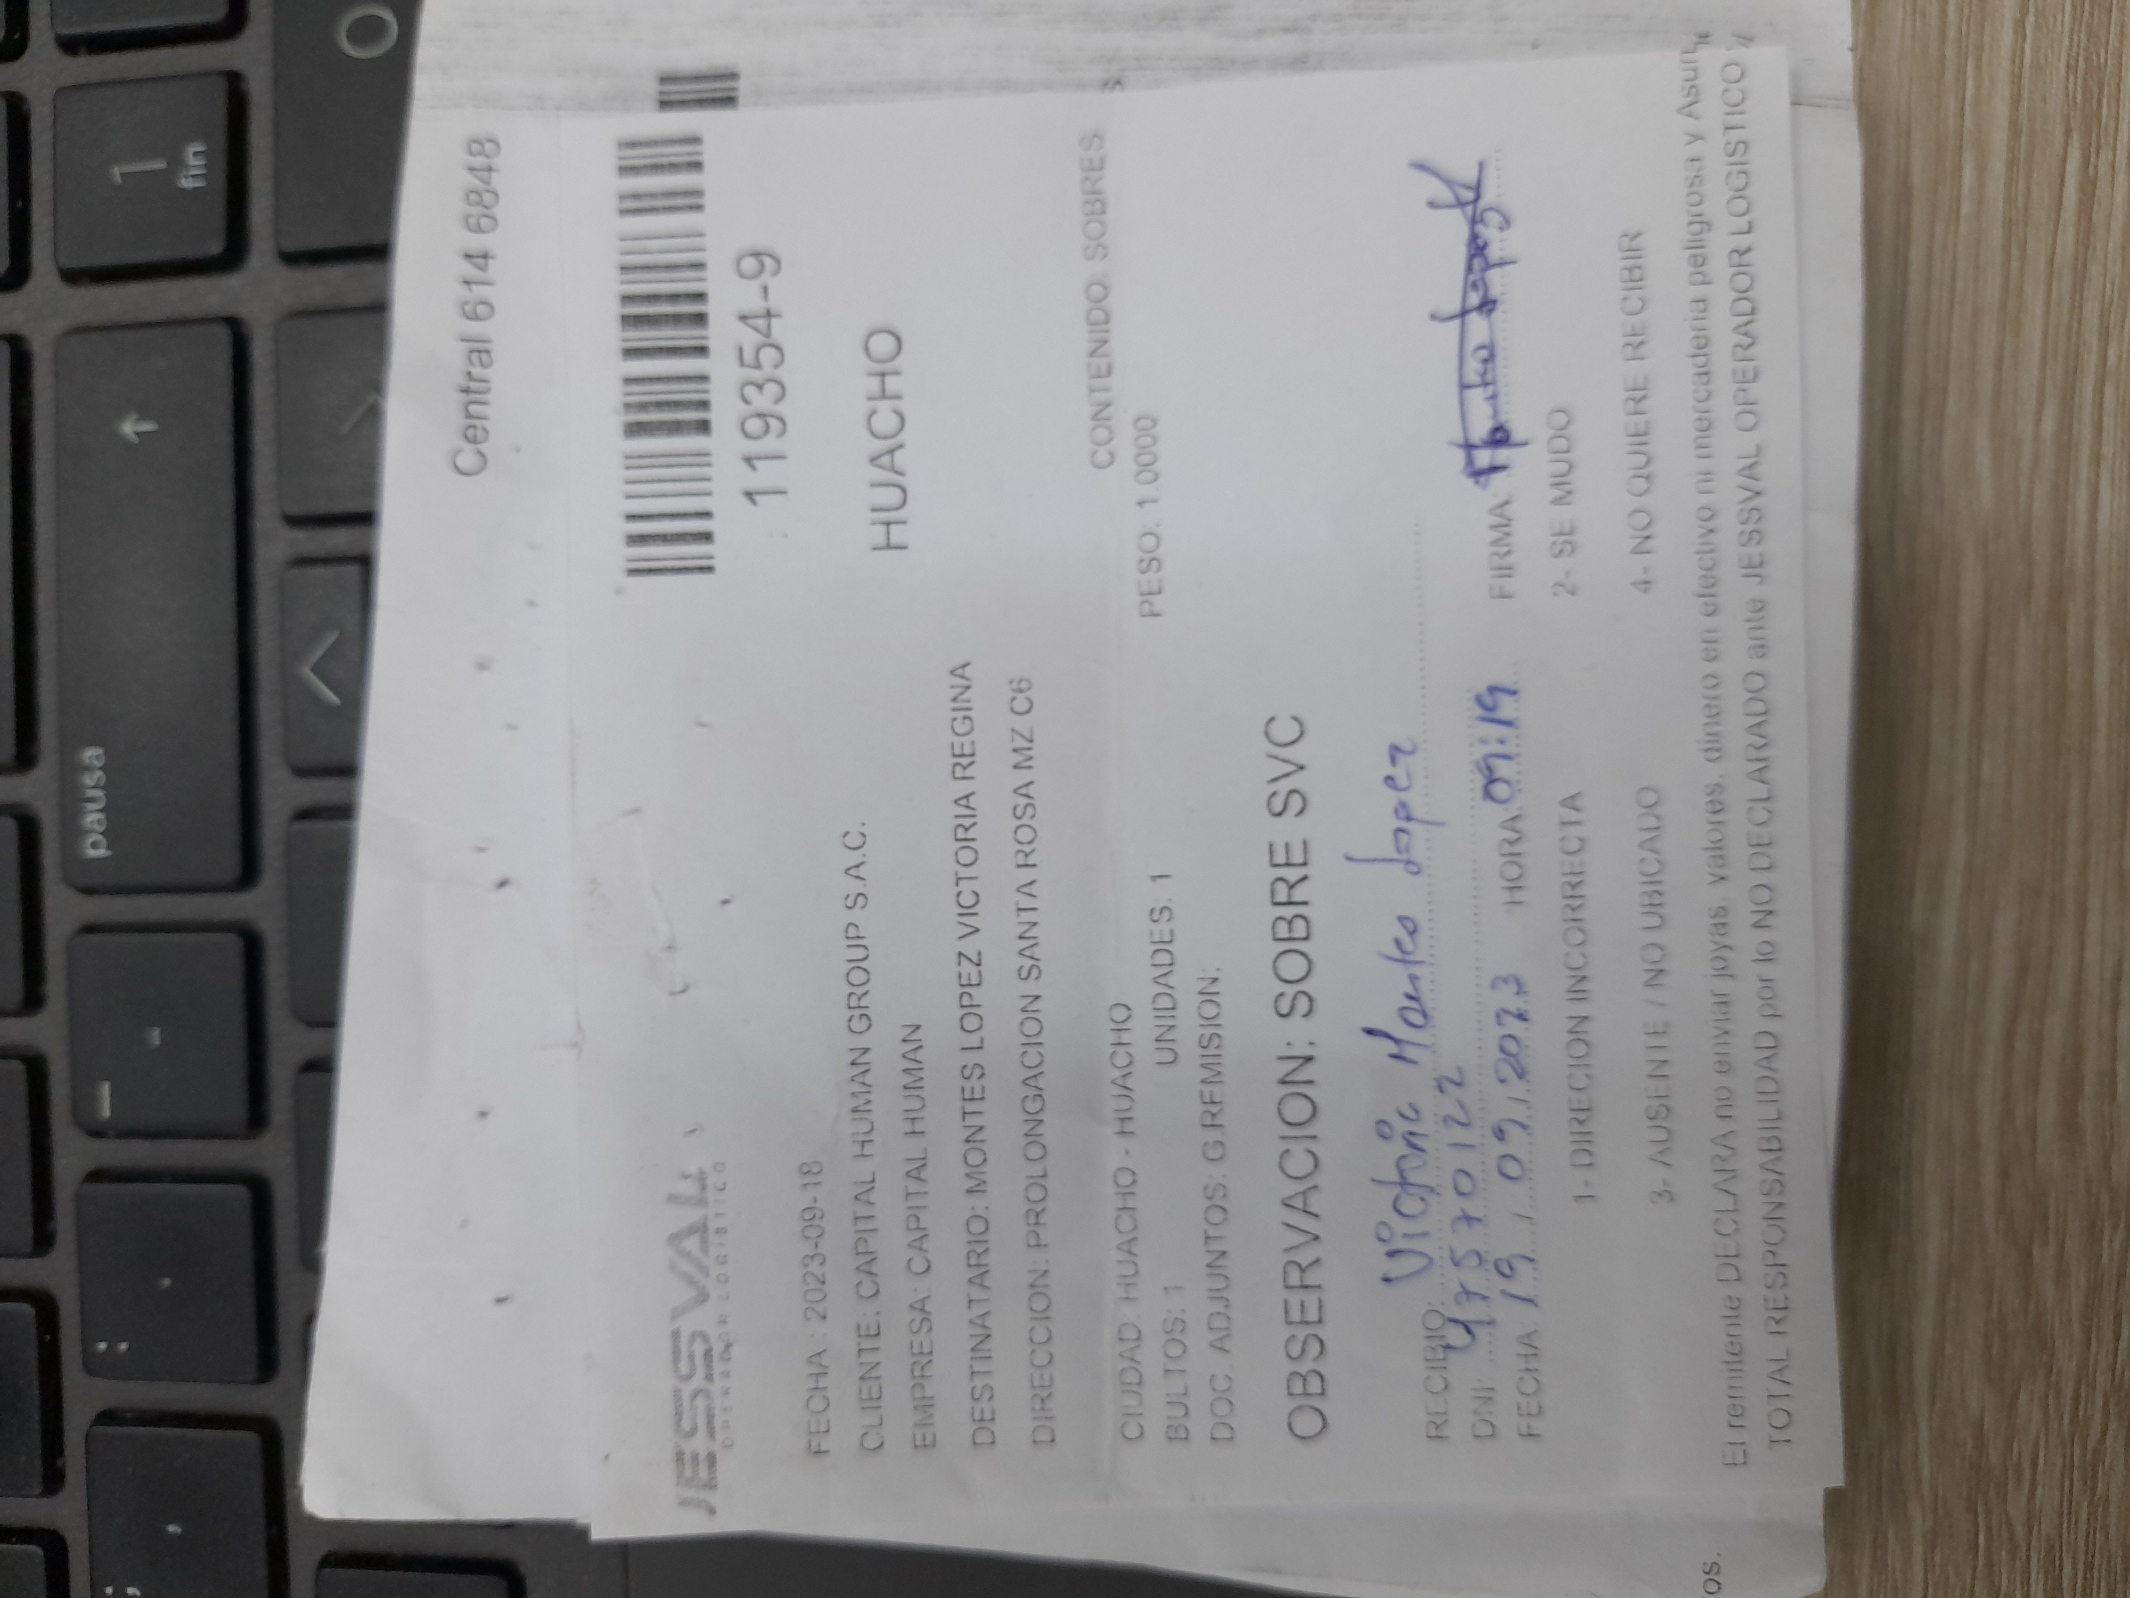 ; ,
: .
_ -
pausa
1
fin
Central 614 6848
JESSVAL
OPERADOR LOGISTICO
119354-9
FECHA : 2023-09-18
CLIENTE: CAPITAL HUMAN GROUP S.A.C.
HUACHO
EMPRESA: CAPITAL HUMAN
DESTINATARIO: MONTES LOPEZ VICTORIA REGINA
DIRECCION: PROLONGACION SANTA ROSA MZ C6
CONTENIDO: SOBRES
CIUDAD: HUACHO - HUACHO
BULTOS: 1 UNIDADES: 1 PESO: 1.0000
DOC. ADJUNTOS: G.REMISION:
OBSERVACION: SOBRE SVC
RECIBIO: Victoria Montes Lopez
DNI: 47570122
FECHA: 19 / 09 / 2023 HORA: 09:19 FIRMA: Lopez
1- DIRECION INCORRECTA 2- SE MUDO
3- AUSENTE / NO UBICADO 4- NO QUIERE RECIBIR
os.
El remitente DECLARA no enviar joyas, valores, dinero en efectivo ni mercaderia peligrosa y Asum
TOTAL RESPONSABILIDAD por lo NO DECLARADO ante JESSVAL OPERADOR LOGISTICO